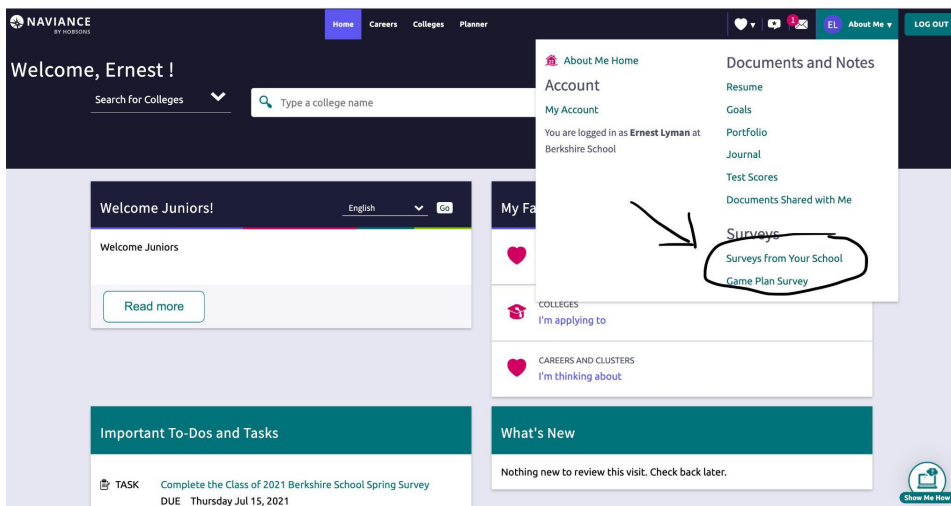 NAVIANCE
BY HOBSONS
Home Careers Colleges Planner
1
EL About Me
LOG OUT
Welcome, Ernest !
Search for Colleges
Type a college name
About Me Home
Account
My Account
You are logged in as Ernest Lyman at
Berkshire School
Documents and Notes
Resume
Goals
Portfolio
Journal
Test Scores
Documents Shared with Me
Surveys
Surveys from Your School
Game Plan Survey
Welcome Juniors!
English
Go
Welcome Juniors
Read more
My Fa
COLLEGES
I'm applying to
CAREERS AND CLUSTERS
I'm thinking about
Important To-Dos and Tasks
TASK Complete the Class of 2021 Berkshire School Spring Survey
DUE Thursday Jul 15, 2021
What's New
Nothing new to review this visit. Check back later.
Show Me How